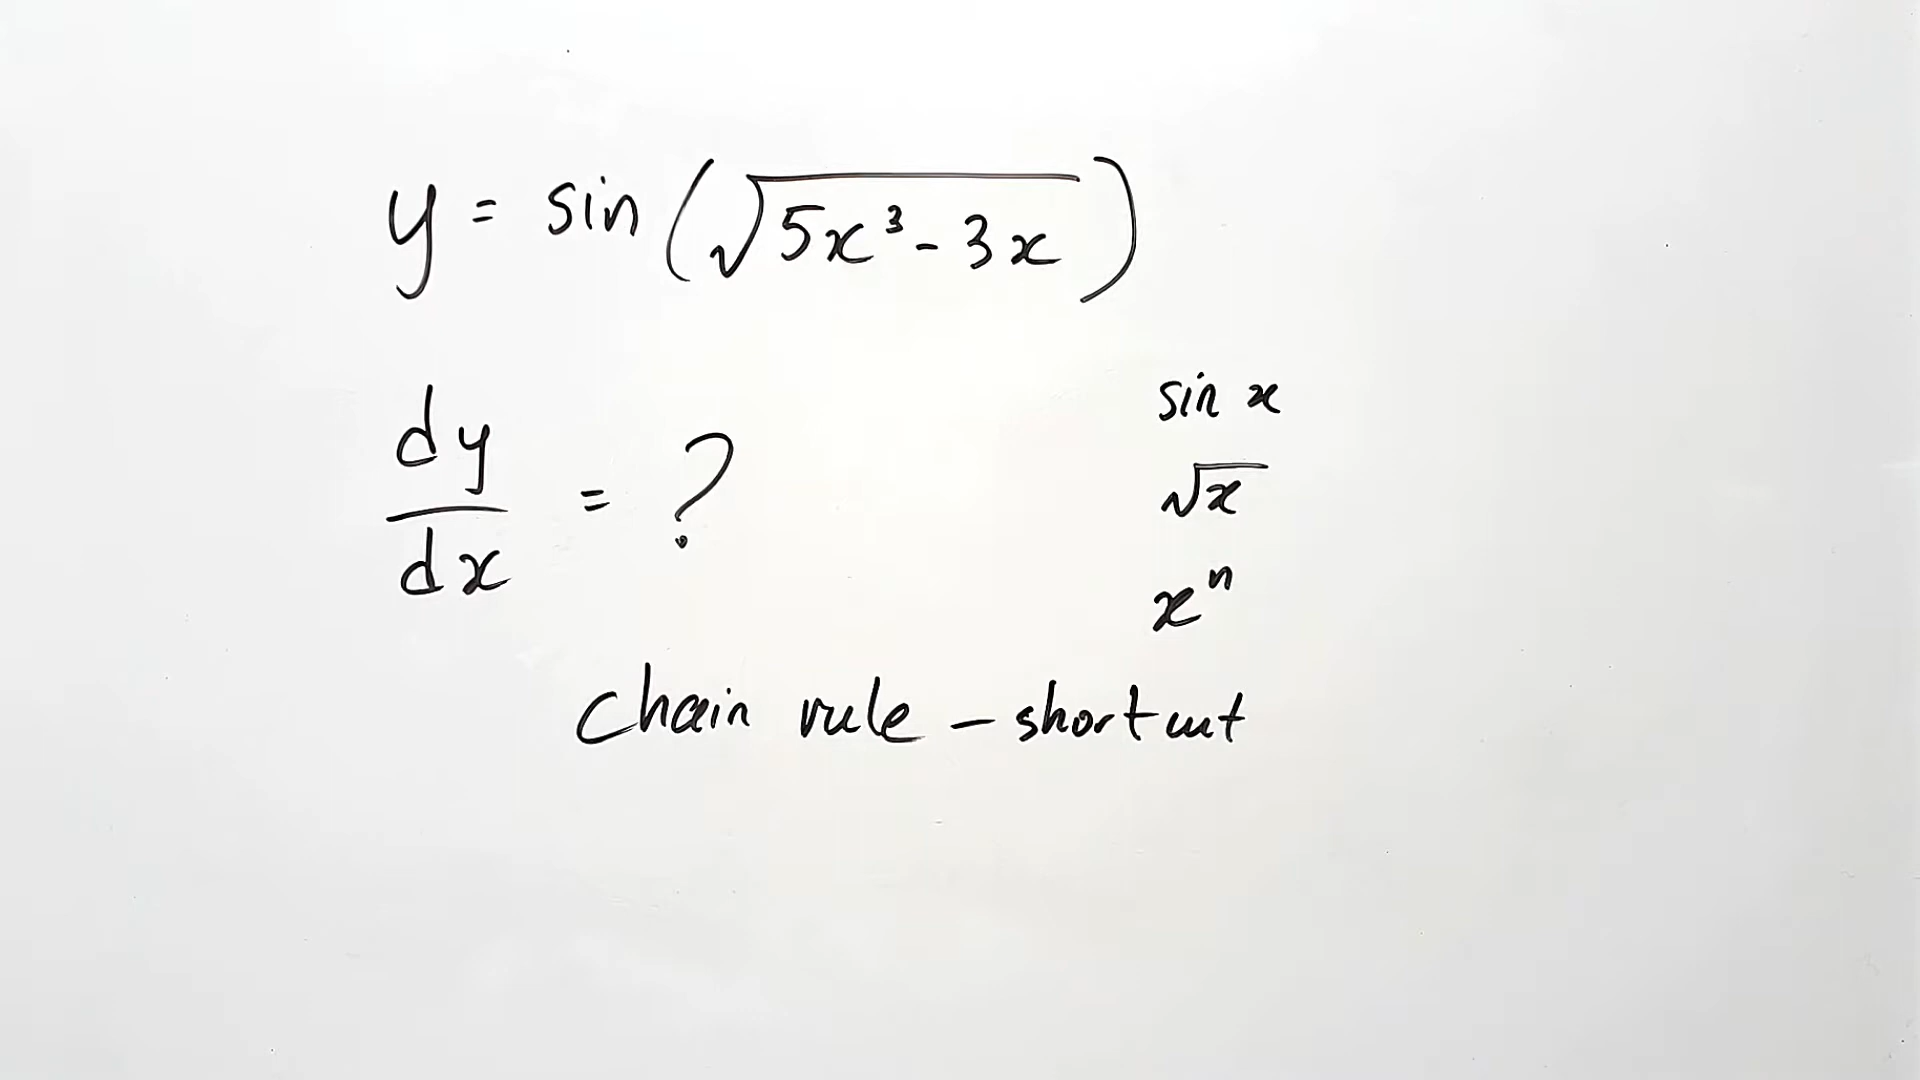 y = sin(√(5x³ - 3x))
dy/dx = ?
sin x
√x
xⁿ
chain rule - shortcut